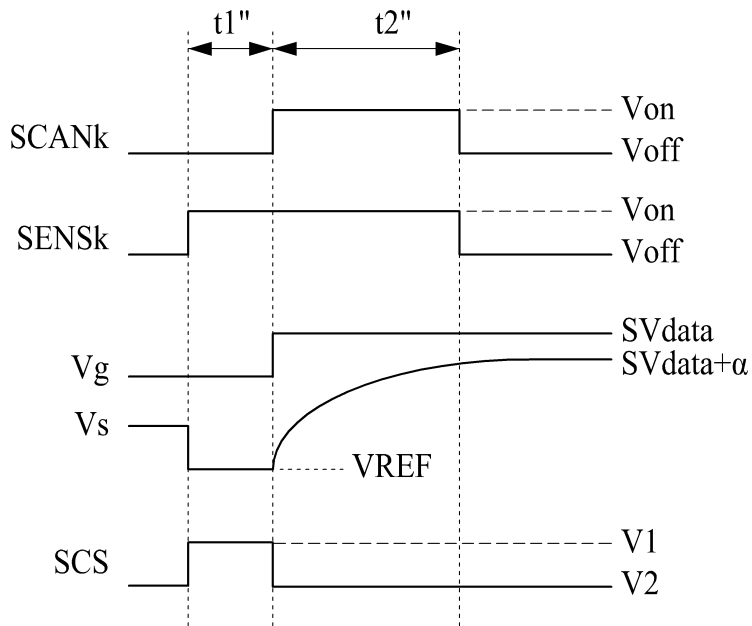 t1" t2"
SCANk Von
Voff
SENSk Von
Voff
Vg SVdata
SVdata+α
Vs
VREF
SCS V1
V2